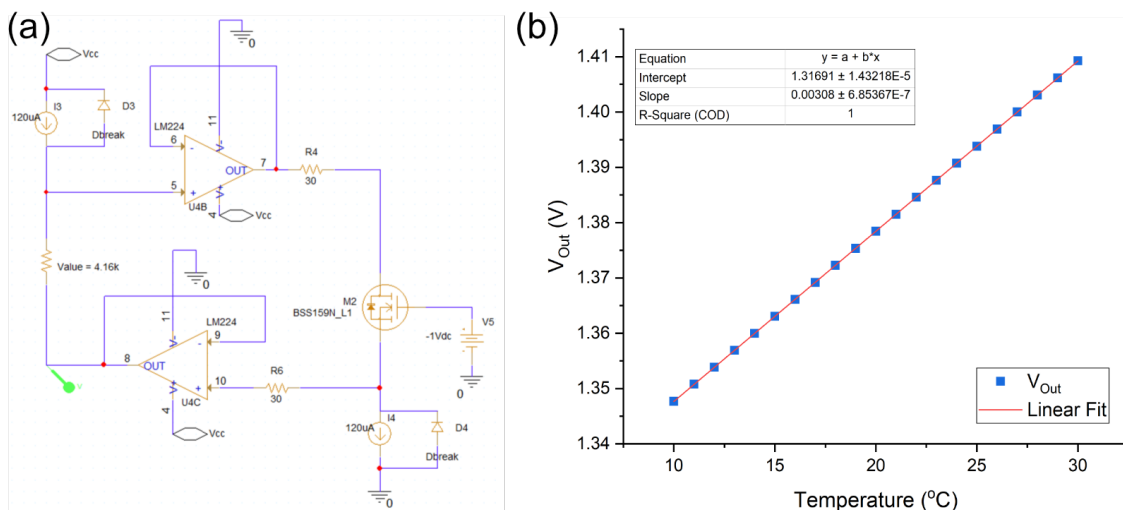 (a)
Vcc
I3
D3
120uA
Dbreak
LM224
11
6
-
V-
OUT
7
R4
30
5
+
V+
U4B
4
Vcc
0
Value = 4.16k
0
11
LM224
V-
9
-
8
OUT
V+
10
+
U4C
4
Vcc
R6
30
M2
BSS159N_L1
-1Vdc
V5
0
I4
120uA
D4
Dbreak
0
V
(b)
Equation y = a + b*x
Intercept 1.31691 ± 1.43218E-5
Slope 0.00308 ± 6.85367E-7
R-Square (COD) 1
1.41
1.40
1.39
1.38
1.37
1.36
1.35
1.34
VOut (V)
VOut
Linear Fit
10 15 20 25 30
Temperature (oC)